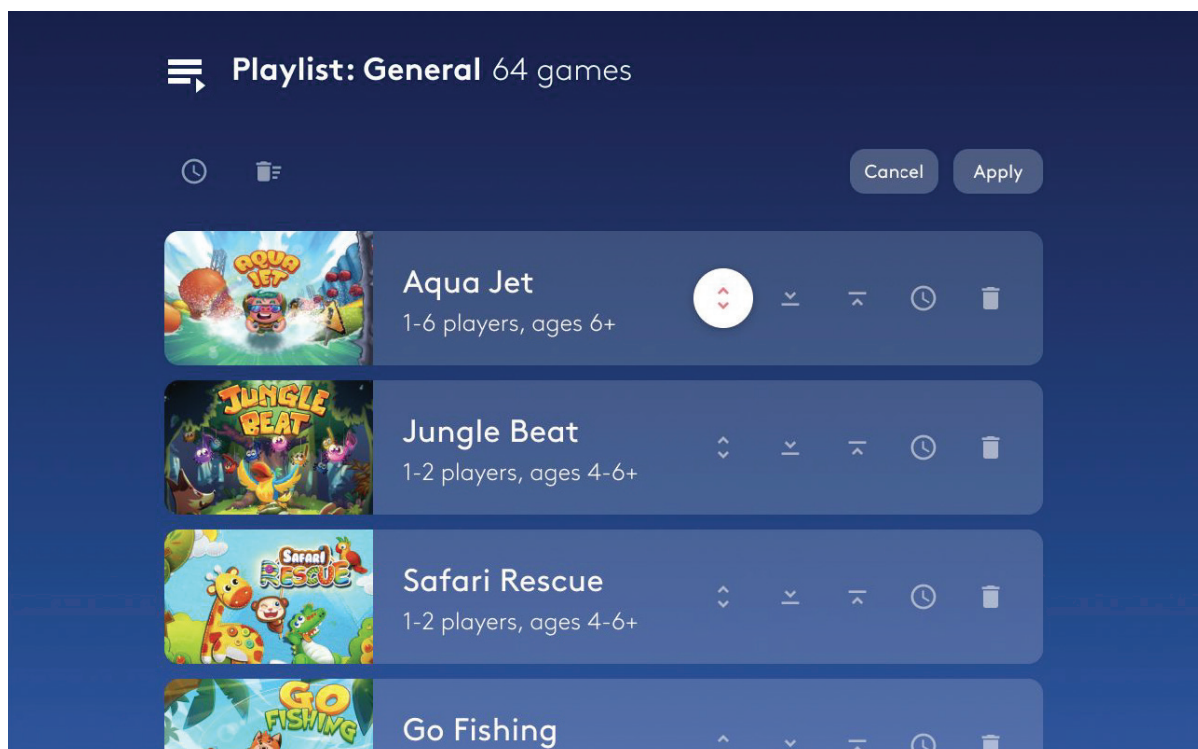 Playlist: General 64 games
Cancel
Apply
AQUA
JET
Aqua Jet
1-6 players, ages 6+
JUNGLE
BEAT
Jungle Beat
1-2 players, ages 4-6+
SAFARI
RESCUE
Safari Rescue
1-2 players, ages 4-6+
GO
FISHING
Go Fishing